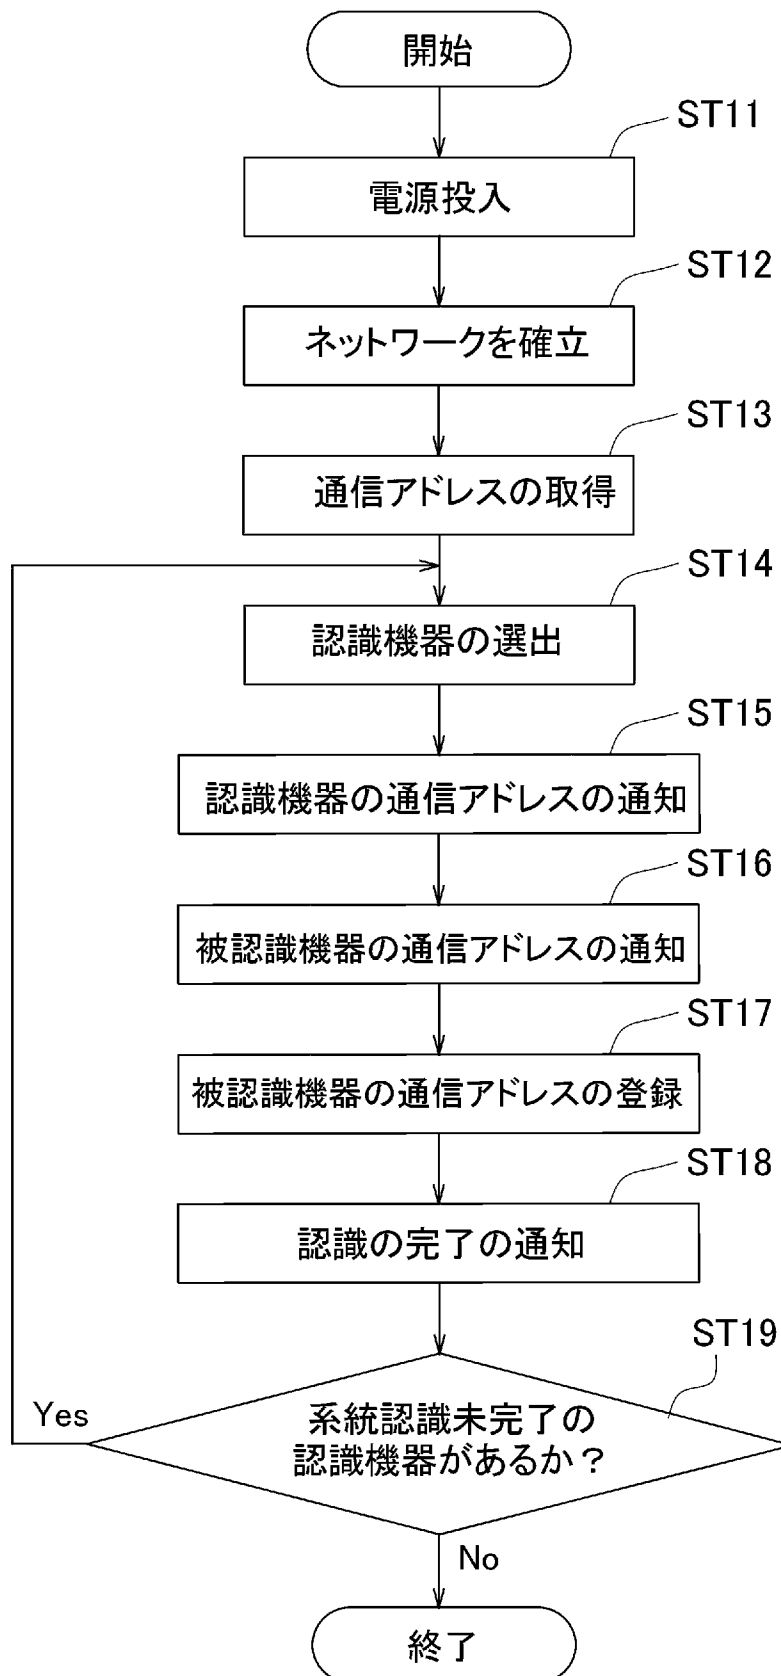 開始
ST11
電源投入
ST12
ネットワークを確立
ST13
通信アドレスの取得
ST14
認識機器の選出
ST15
認識機器の通信アドレスの通知
ST16
被認識機器の通信アドレスの通知
ST17
被認識機器の通信アドレスの登録
ST18
認識の完了の通知
ST19
Yes
系統認識未完了の
認識機器があるか？
No
終了